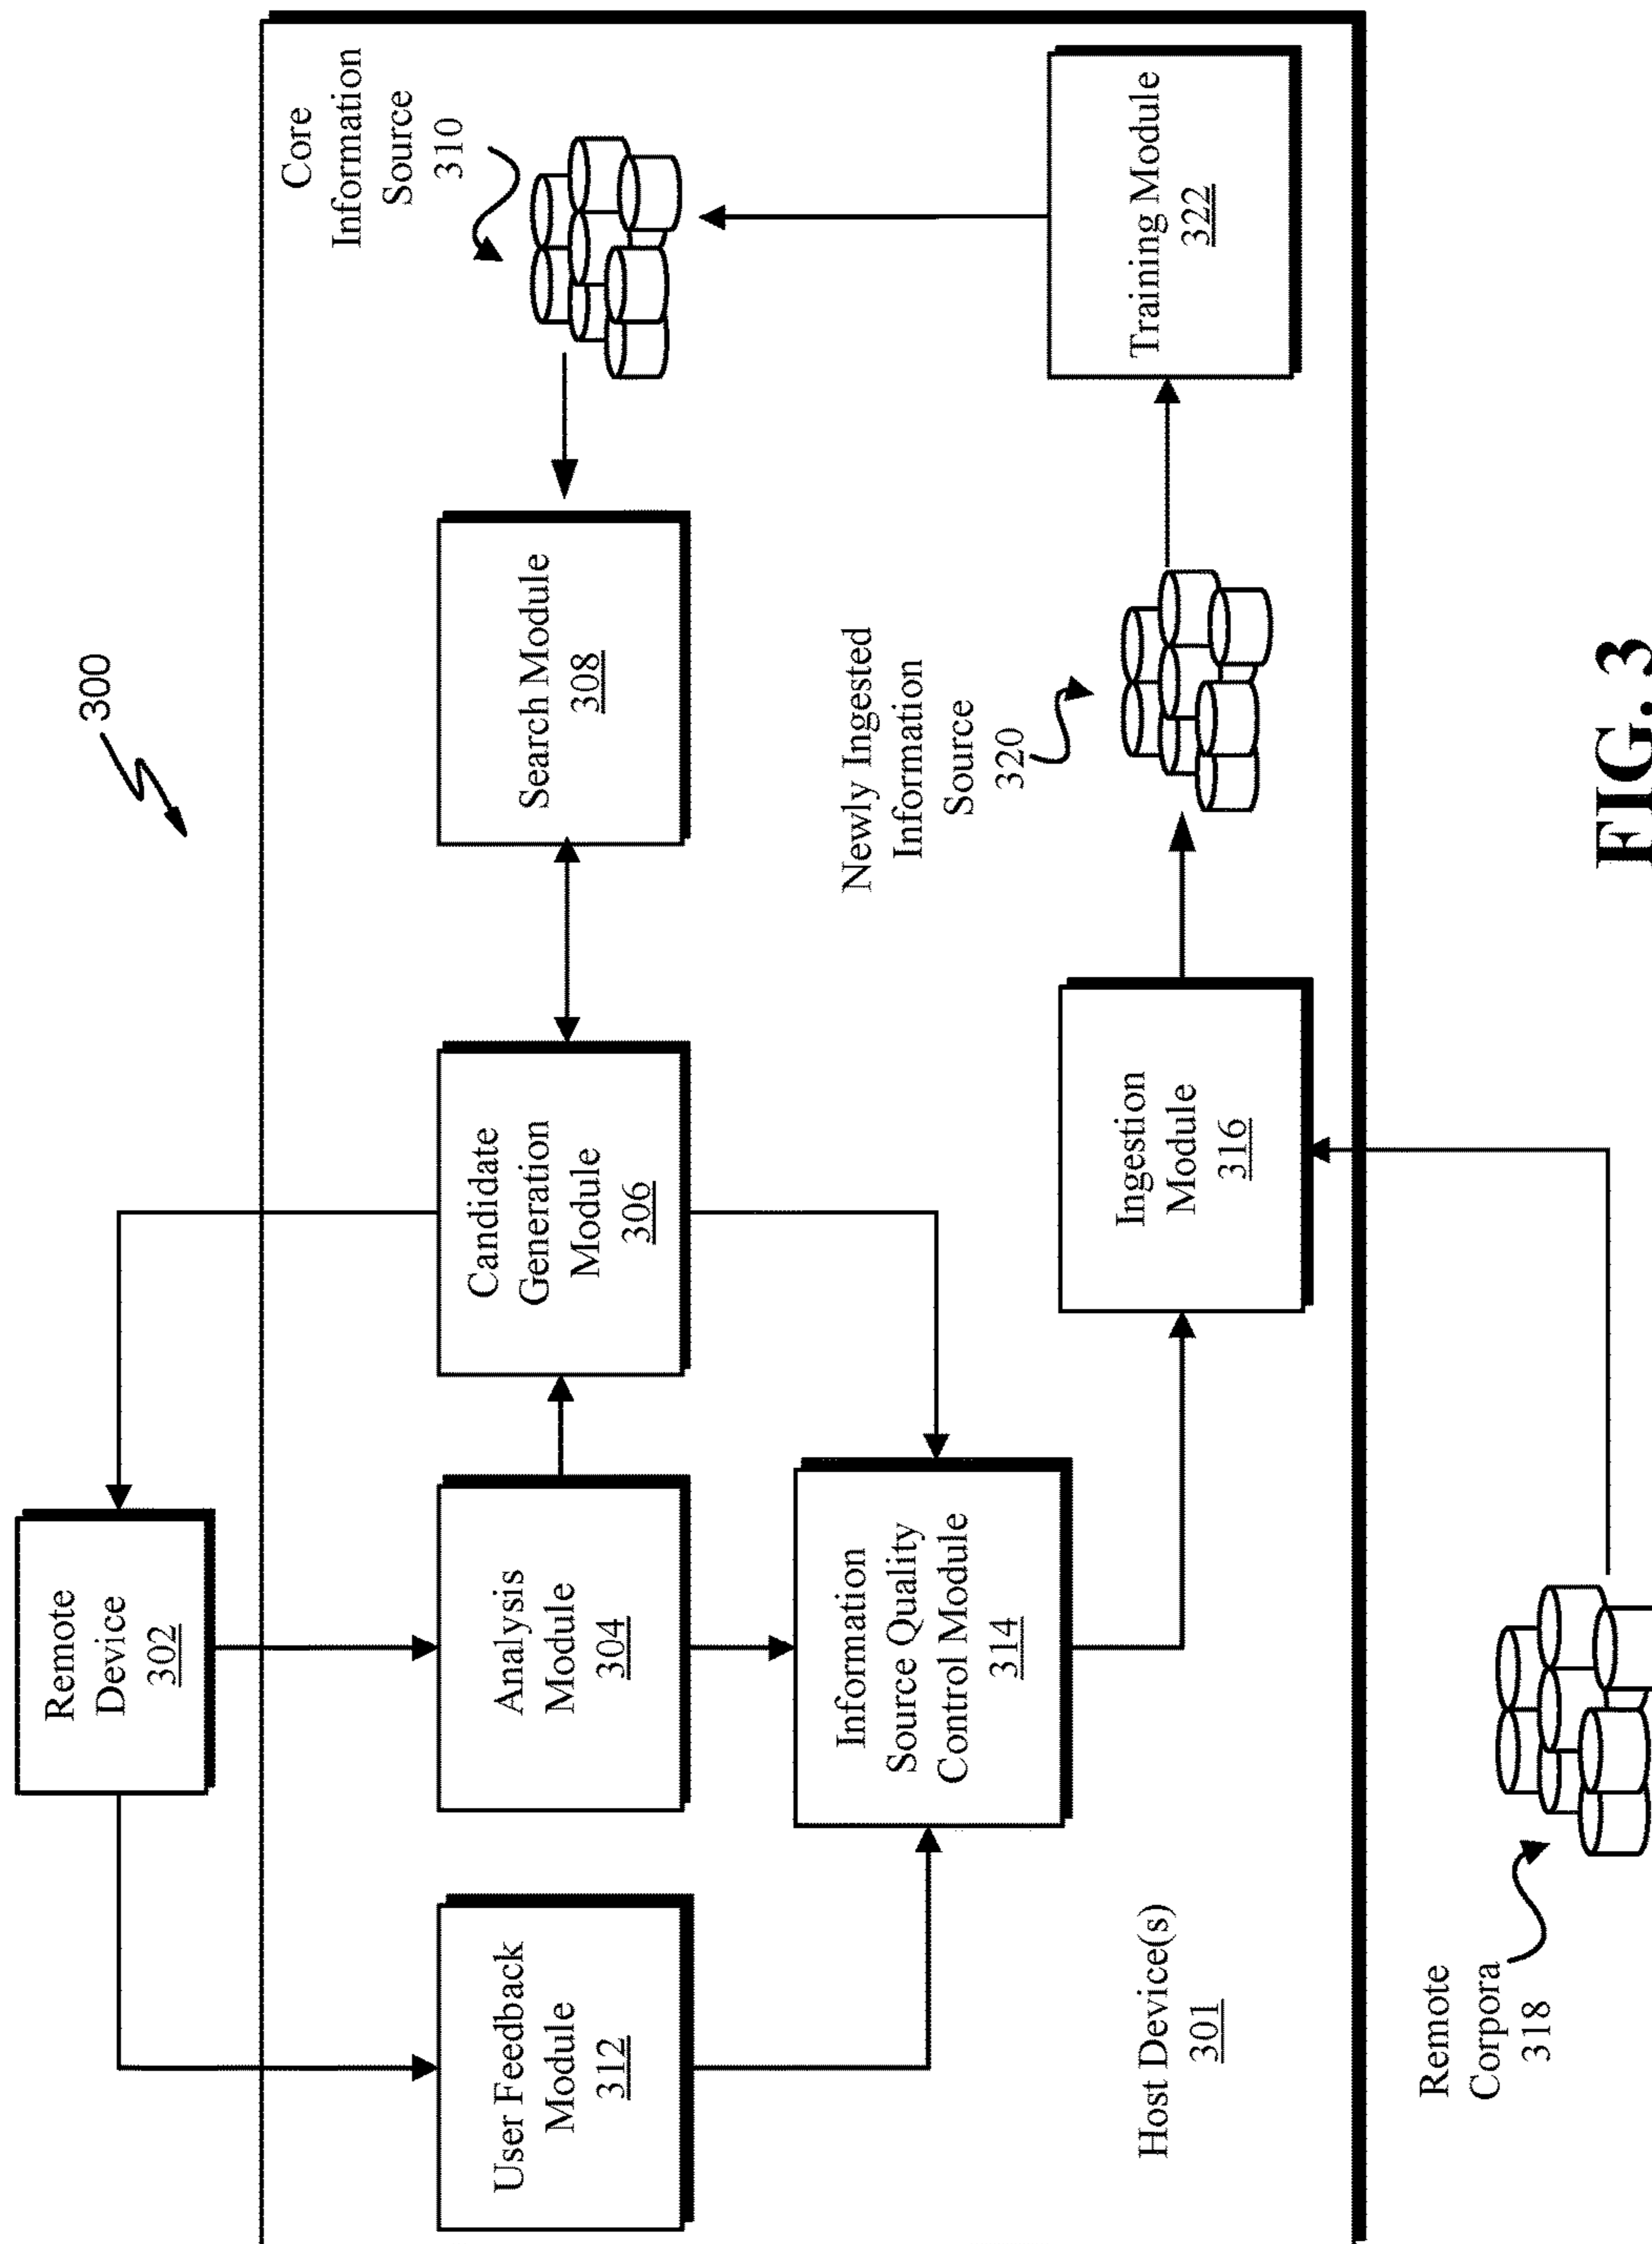 300
Remote
Device
302
User Feedback
Module
312
Analysis
Module
304
Candidate
Generation
Module
306
Search Module
308
Core
Information
Source
310
Information
Source Quality
Control Module
314
Newly Ingested
Information
Source
320
Host Device(s)
301
Ingestion
Module
316
Training Module
322
Remote
Corpora
318
FIG. 3